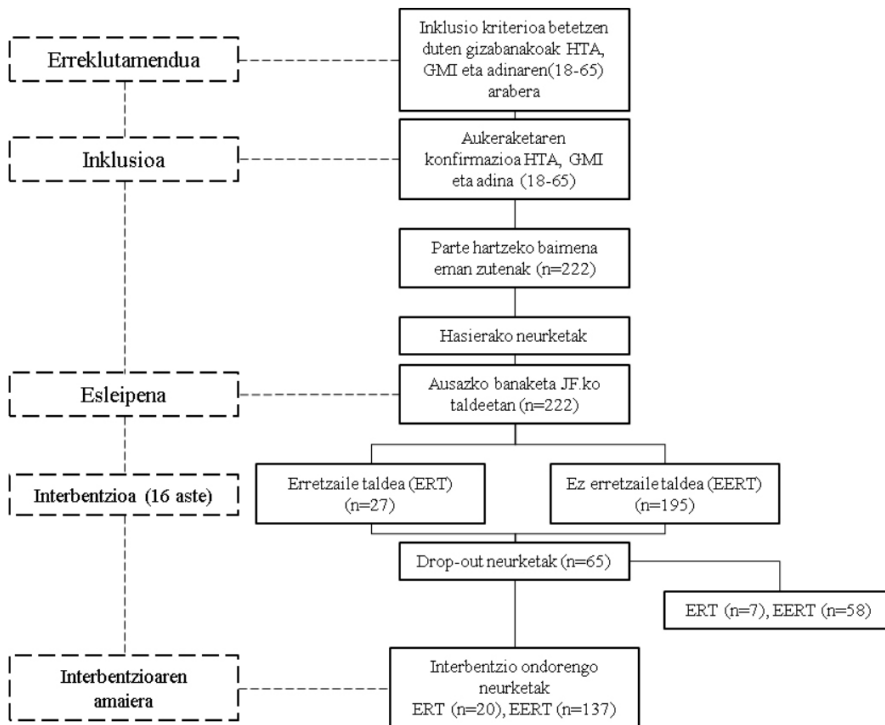 Erreklutamendua
Inklusio kriterioa betetzen
duten gizabanakoak HTA,
GMI eta adinaren(18-65)
arabera
Inklusioa
Aukeraketaren
konfirmazioa HTA, GMI
eta adina (18-65)
Parte hartzeko baimena
eman zutenak (n=222)
Hasierako neurketak
Esleipena
Ausazko banaketa JF.ko
taldeetan (n=222)
Interbentzioa (16 aste)
Erretzaile taldea (ERT)
(n=27)
Ez erretzaile taldea (EERT)
(n=195)
Drop-out neurketak (n=65)
ERT (n=7), EERT (n=58)
Interbentzioaren
amaiera
Interbentzio ondorengo
neurketak
ERT (n=20), EERT (n=137)